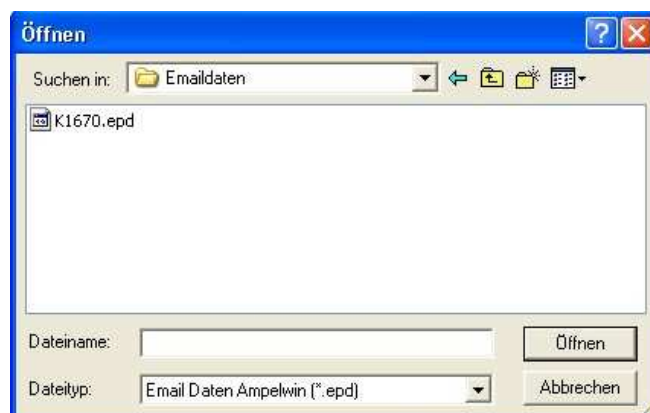 Öffnen
Suchen in: Emaildaten
K1670.epd
Dateiname: Öffnen
Dateityp: Email Daten Ampelwin (*.epd) Abbrechen